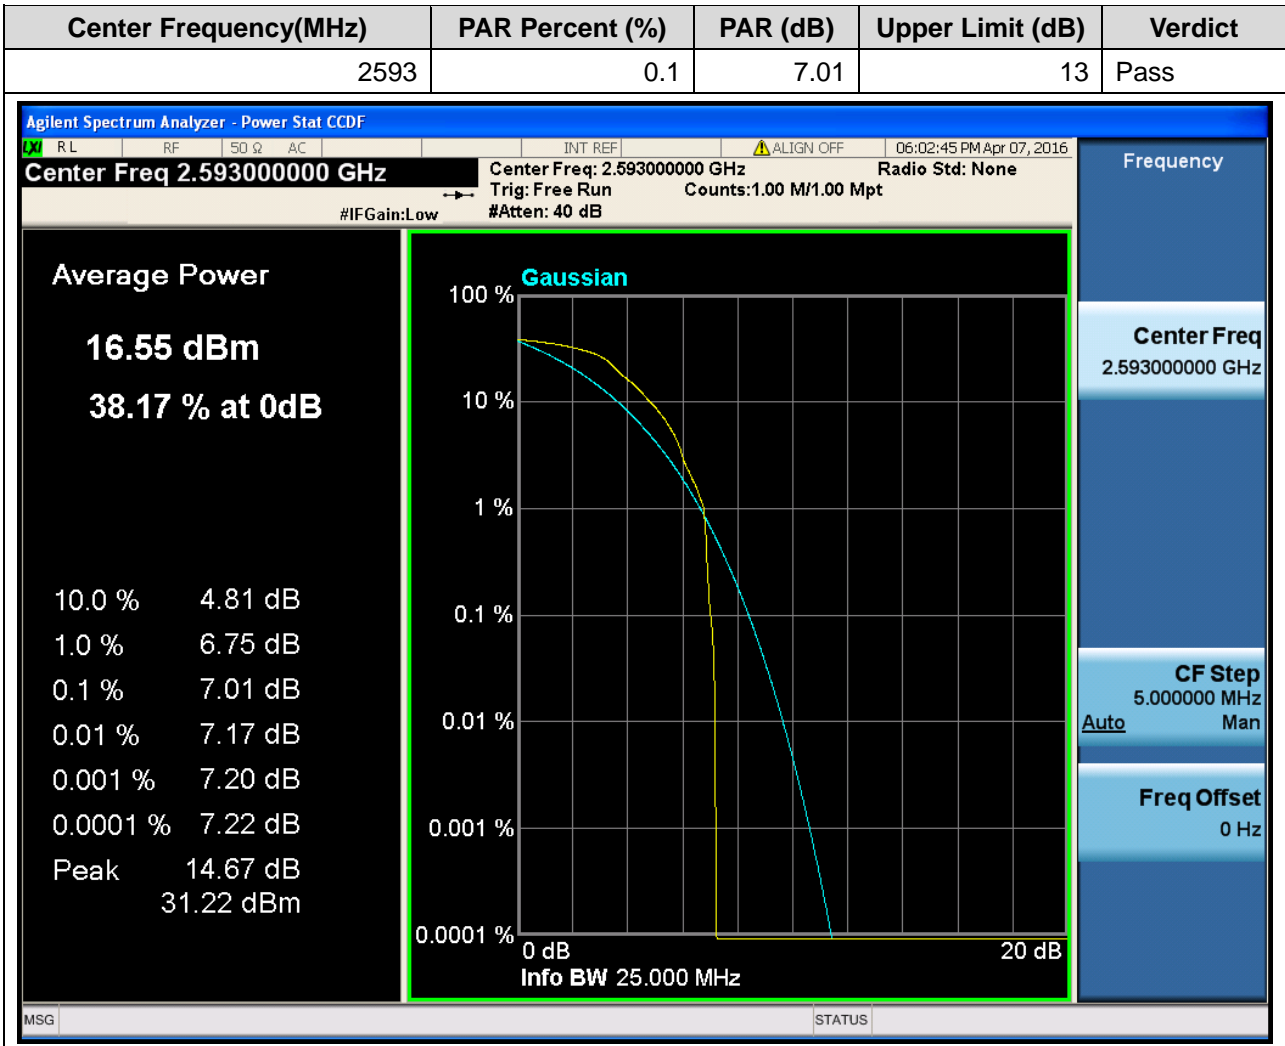 Center Frequency(MHz) PAR Percent (%) PAR (dB) Upper Limit (dB) Verdict
2593 0.1 7.01 13 Pass
Agilent Spectrum Analyzer - Power Stat CCDF
LXI RL RF 50 Ω AC INT REF ALIGN OFF 06:02:45 PM Apr 07, 2016
Center Freq 2.593000000 GHz
Center Freq: 2.593000000 GHz Radio Std: None
Trig: Free Run Counts:1.00 M/1.00 Mpt
#IFGain:Low #Atten: 40 dB
Average Power
16.55 dBm
38.17 % at 0dB
10.0 % 4.81 dB
1.0 % 6.75 dB
0.1 % 7.01 dB
0.01 % 7.17 dB
0.001 % 7.20 dB
0.0001 % 7.22 dB
Peak 14.67 dB
31.22 dBm
Gaussian
100 %
10 %
1 %
0.1 %
0.01 %
0.001 %
0.0001 %
0 dB 20 dB
Info BW 25.000 MHz
Frequency
Center Freq
2.593000000 GHz
CF Step
5.000000 MHz
Auto Man
Freq Offset
0 Hz
MSG STATUS